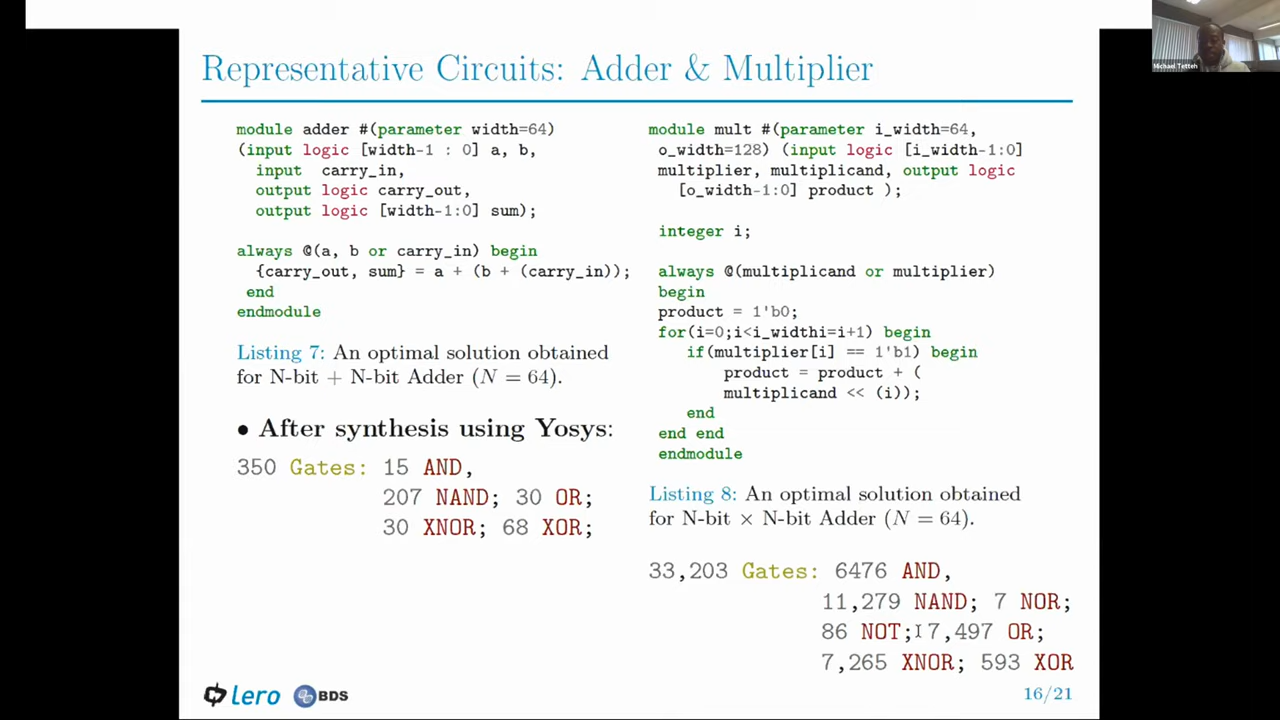 Michael Tetteh
Representative Circuits: Adder & Multiplier
module adder #(parameter width=64)
(input logic [width-1 : 0] a, b,
input carry_in,
output logic carry_out,
output logic [width-1:0] sum);
always @(a, b or carry_in) begin
{carry_out, sum} = a + (b + (carry_in));
end
endmodule
Listing 7: An optimal solution obtained
for N-bit + N-bit Adder (N = 64).
• After synthesis using Yosys:
350 Gates: 15 AND,
207 NAND; 30 OR;
30 XNOR; 68 XOR;
module mult #(parameter i_width=64,
o_width=128) (input logic [i_width-1:0]
multiplier, multiplicand, output logic
[o_width-1:0] product );
integer i;
always @(multiplicand or multiplier)
begin
product = 1'b0;
for(i=0;i<i_widthi=i+1) begin
if(multiplier[i] == 1'b1) begin
product = product + (
multiplicand << (i));
end
end end
endmodule
Listing 8: An optimal solution obtained
for N-bit × N-bit Adder (N = 64).
33,203 Gates: 6476 AND,
11,279 NAND; 7 NOR;
86 NOT; 7,497 OR;
7,265 XNOR; 593 XOR
Lero BDS
16/21